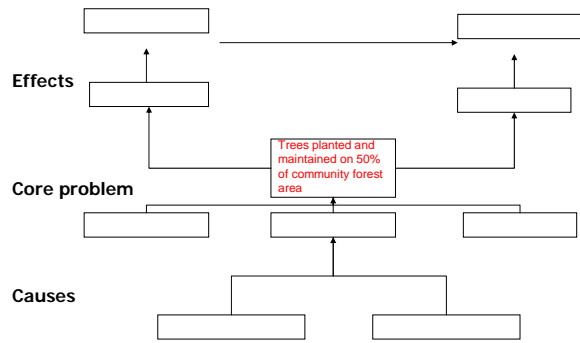 Effects
Trees planted and
maintained on 50%
of community forest
area
Core problem
Causes